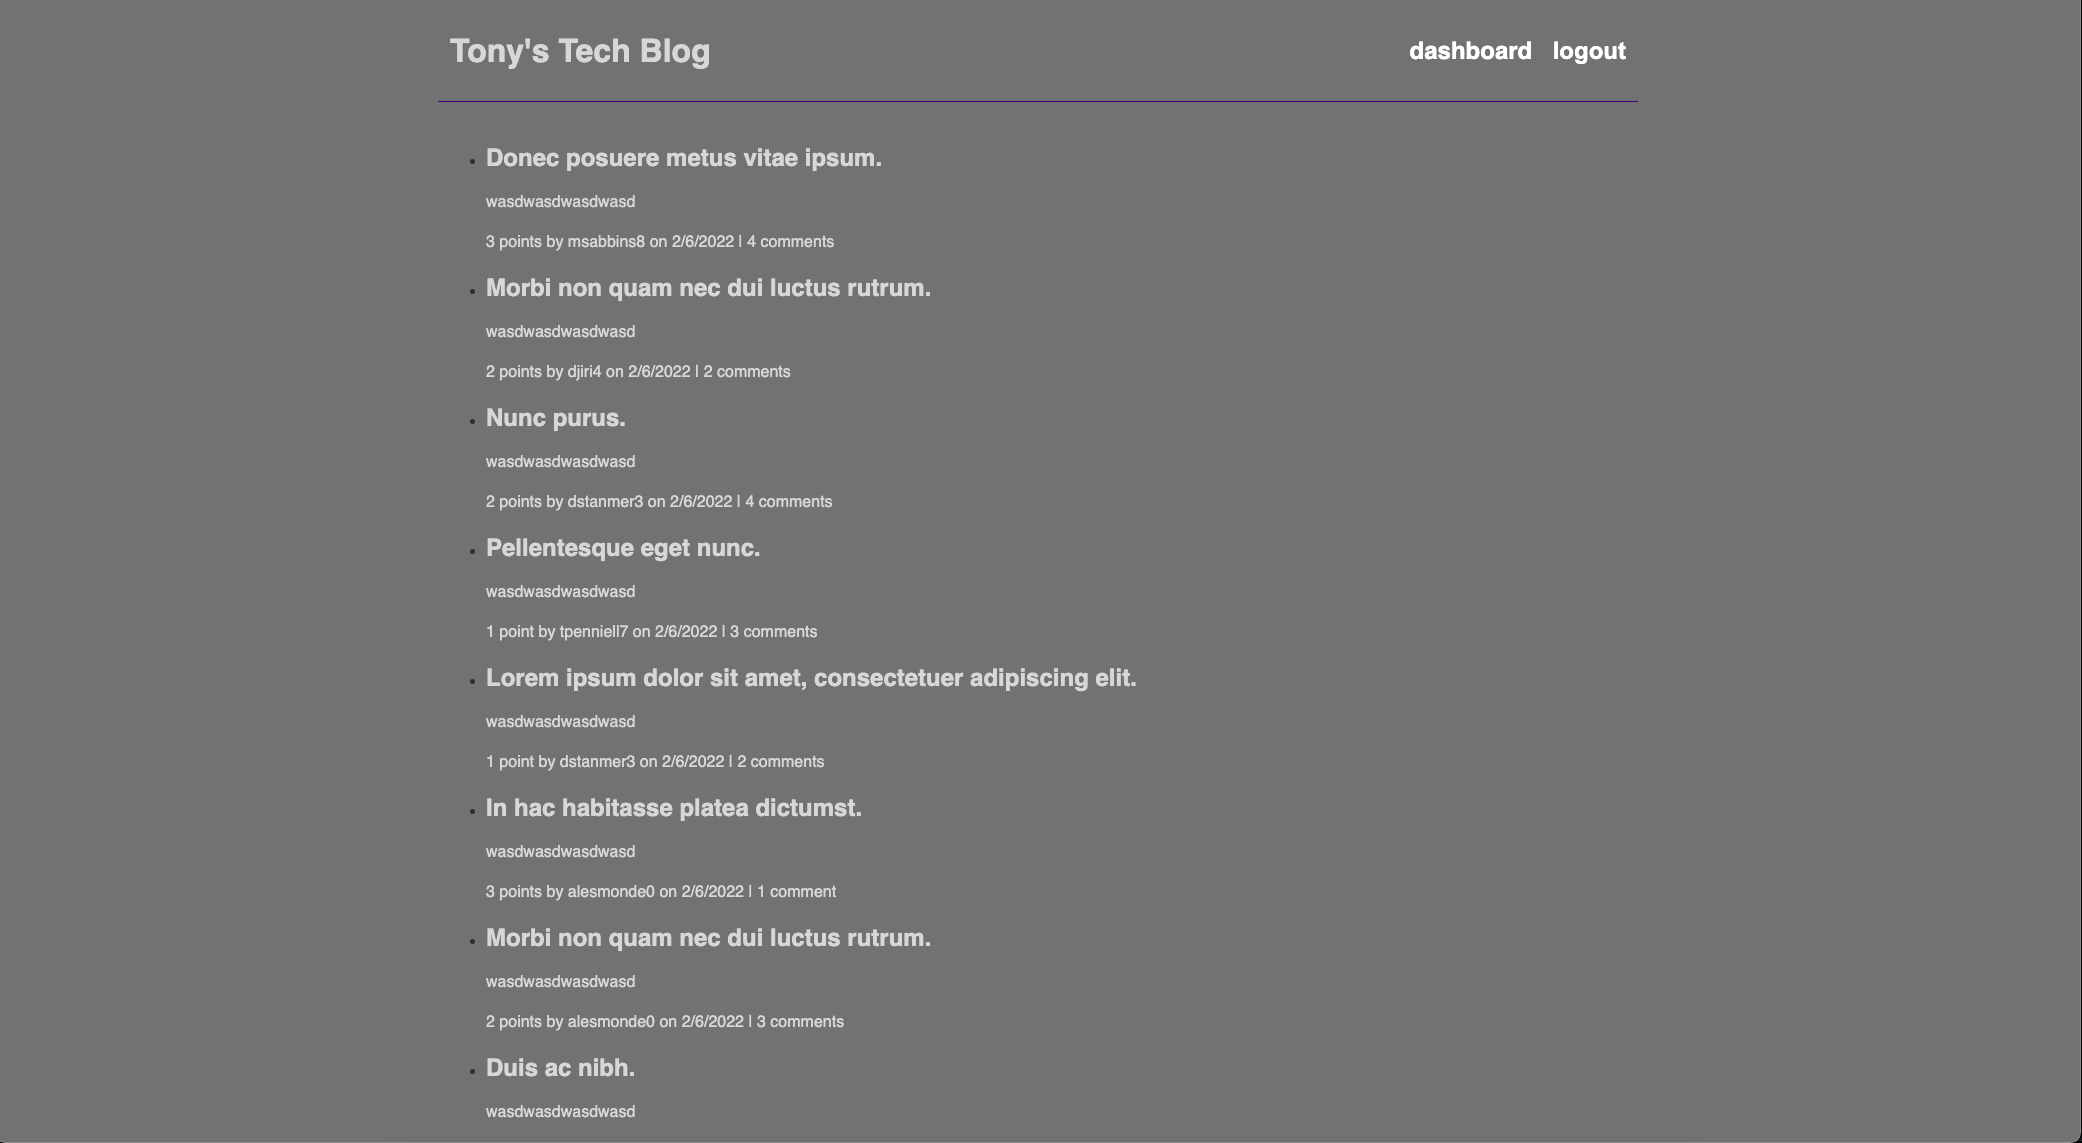 Tony's Tech Blog
dashboard logout
Donec posuere metus vitae ipsum.
wasdwasdwasdwasd
3 points by msabbins8 on 2/6/2022 | 4 comments
Morbi non quam nec dui luctus rutrum.
wasdwasdwasdwasd
2 points by djiri4 on 2/6/2022 | 2 comments
Nunc purus.
wasdwasdwasdwasd
2 points by dstanmer3 on 2/6/2022 | 4 comments
Pellentesque eget nunc.
wasdwasdwasdwasd
1 point by tpenniell7 on 2/6/2022 | 3 comments
Lorem ipsum dolor sit amet, consectetuer adipiscing elit.
wasdwasdwasdwasd
1 point by dstanmer3 on 2/6/2022 | 2 comments
In hac habitasse platea dictumst.
wasdwasdwasdwasd
3 points by alesmonde0 on 2/6/2022 | 1 comment
Morbi non quam nec dui luctus rutrum.
wasdwasdwasdwasd
2 points by alesmonde0 on 2/6/2022 | 3 comments
Duis ac nibh.
wasdwasdwasdwasd